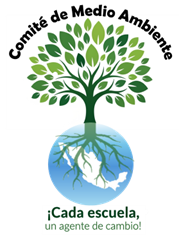 Comité de Medio Ambiente
¡Cada escuela,
un agente de cambio!